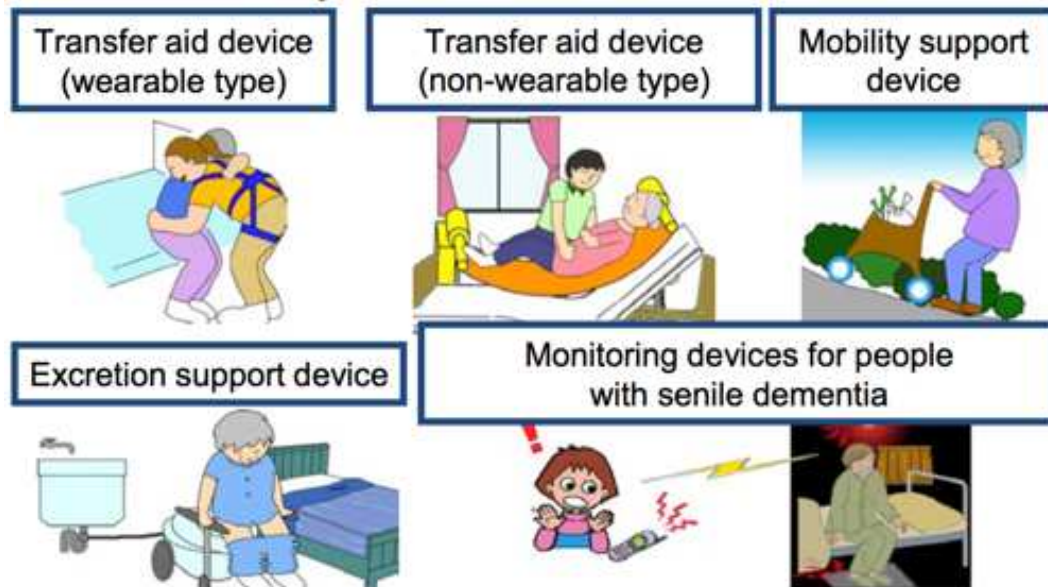 Transfer aid device
(wearable type)
Transfer aid device
(non-wearable type)
Mobility support
device
Excretion support device
Monitoring devices for people
with senile dementia